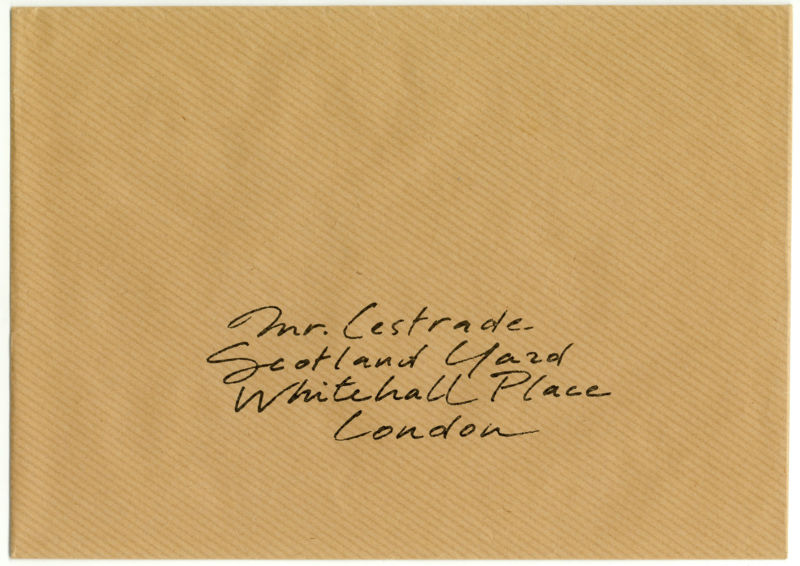 Mr. Lestrade
Scotland Yard
Whitehall Place
London